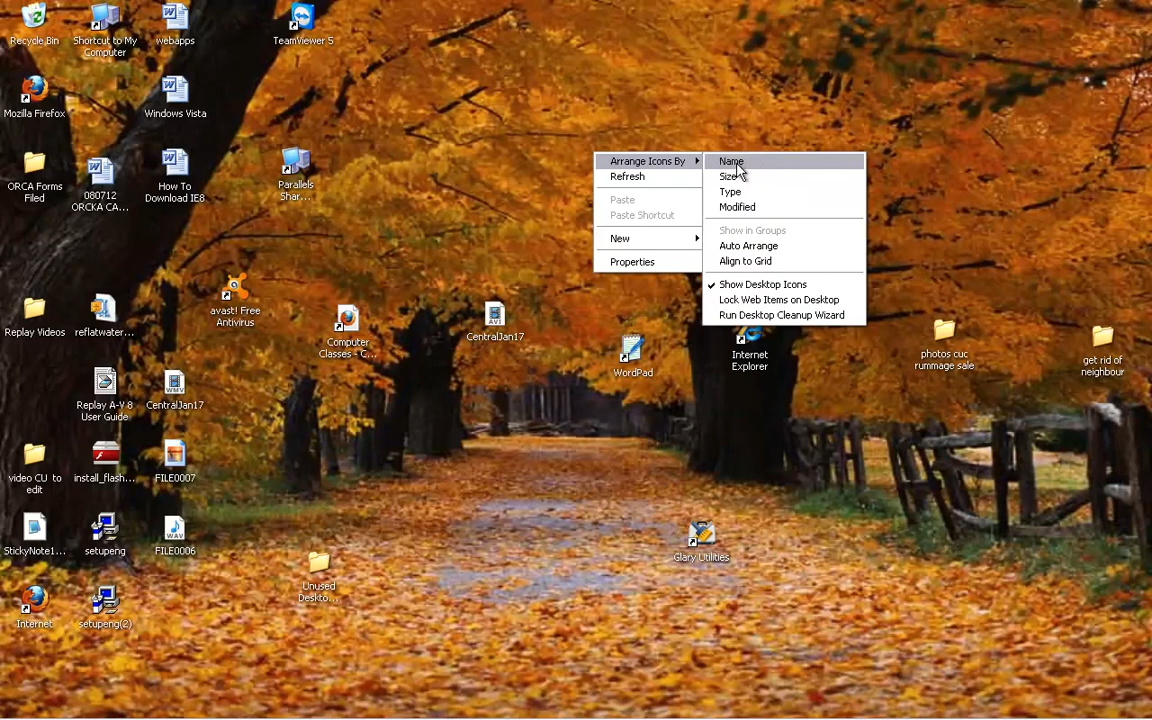 Recycle Bin
Shortcut to My
Computer
webapps
TeamViewer 5
Mozilla Firefox
Windows Vista
ORCA Forms
Filed
080712
ORCKA CA...
How To
Download IE8
Parallels
Shar...
Arrange Icons By
Refresh
Paste
Paste Shortcut
New
Properties
Name
Size
Type
Modified
Show in Groups
Auto Arrange
Align to Grid
Show Desktop Icons
Lock Web Items on Desktop
Run Desktop Cleanup Wizard
Replay Videos
reflatwater...
avast! Free
Antivirus
Computer
Classes - C...
CentralJan17
WordPad
Internet
Explorer
photos cuc
rummage sale
get rid of
neighbour
Replay A-V 8
User Guide
CentralJan17
video CU to
edit
install_flash...
FILE0007
StickyNote1...
setupeng
FILE0006
Glary Utilities
Unused
Deskto...
Internet
setupeng(2)